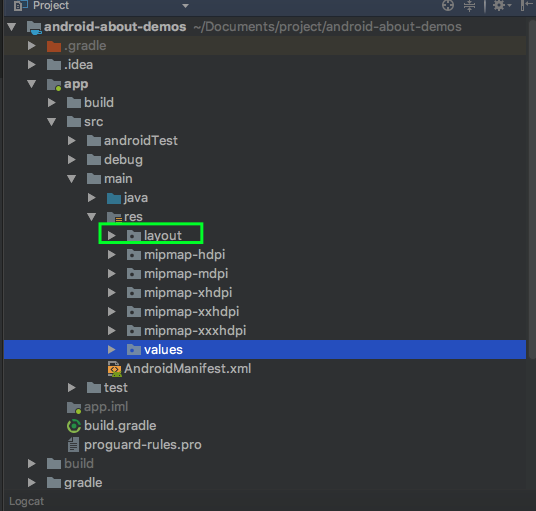 Project
android-about-demos ~/Documents/project/android-about-demos
.gradle
.idea
app
build
src
androidTest
debug
main
java
res
layout
mipmap-hdpi
mipmap-mdpi
mipmap-xhdpi
mipmap-xxhdpi
mipmap-xxxhdpi
values
AndroidManifest.xml
test
app.iml
build.gradle
proguard-rules.pro
build
gradle
Logcat